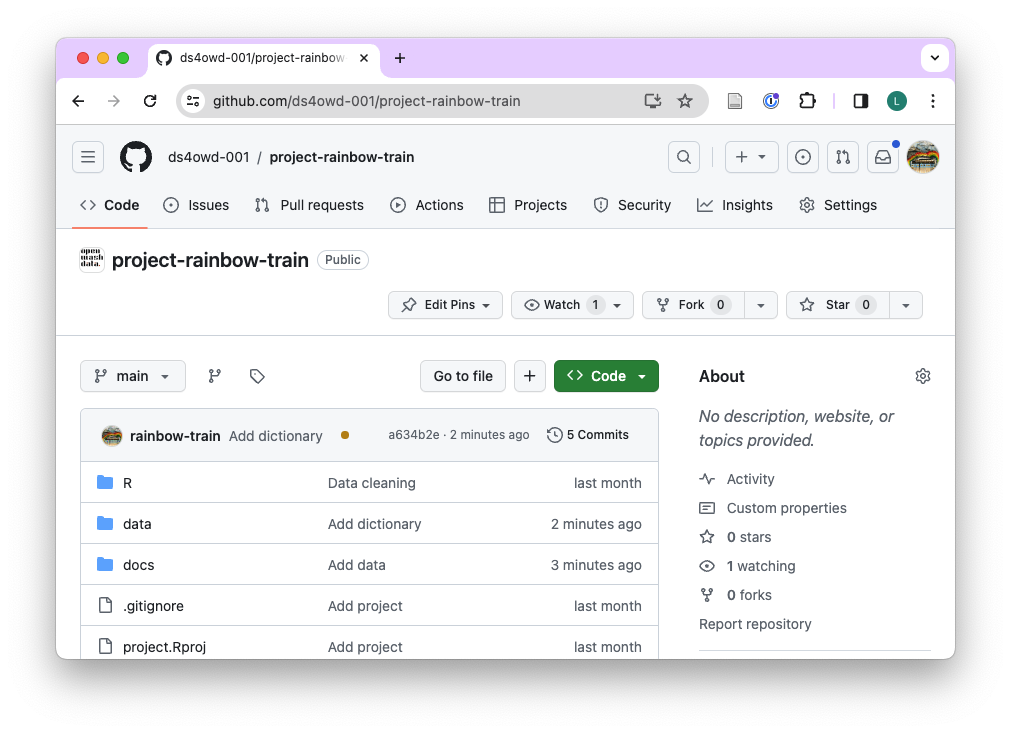 ds4owd-001/project-rainbow
github.com/ds4owd-001/project-rainbow-train
L
ds4owd-001 / project-rainbow-train
Code Issues Pull requests Actions Projects Security Insights Settings
open wash data.
project-rainbow-train Public
Edit Pins Watch 1 Fork 0 Star 0
main Go to file Code About
No description, website, or
topics provided.
rainbow-train Add dictionary a634b2e · 2 minutes ago 5 Commits
R Data cleaning last month
data Add dictionary 2 minutes ago
docs Add data 3 minutes ago
.gitignore Add project last month
project.Rproj Add project last month
Activity
Custom properties
0 stars
1 watching
0 forks
Report repository